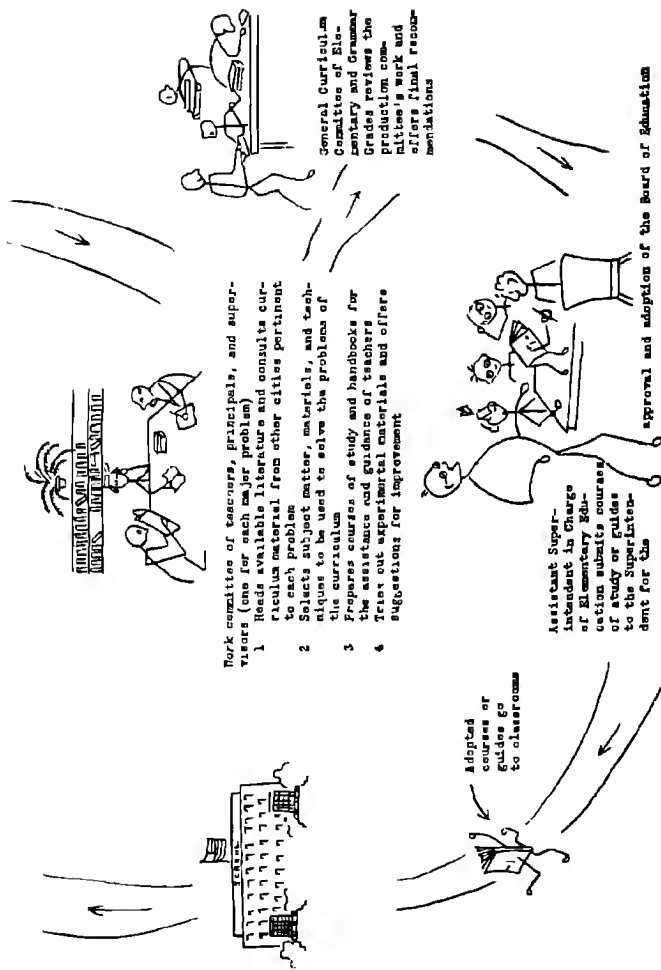 Work committee of teachers, principals, and super-
visors (one for each major problem)
1 Reads available literature and consults cur-
riculum material from other cities pertinent
to each problem
2 Selects subject matter, materials, and tech-
niques to be used to solve the problems of
the curriculum
3 Prepares courses of study and handbooks for
the assistance and guidance of teachers
4 Tries out experimental materials and offers
suggestions for improvement
General Curriculum
Committee of Ele-
mentary and Grammar
Grades reviews the
production com-
mittee's work and
offers final recom-
mendations
Assistant Super-
intendent in Charge
of Elementary Edu-
cation submits courses
of study or guides
to the Superinten-
dent for the
approval and adoption of the Board of Education
Adopted
courses or
guides go
to classrooms
SCHOOL